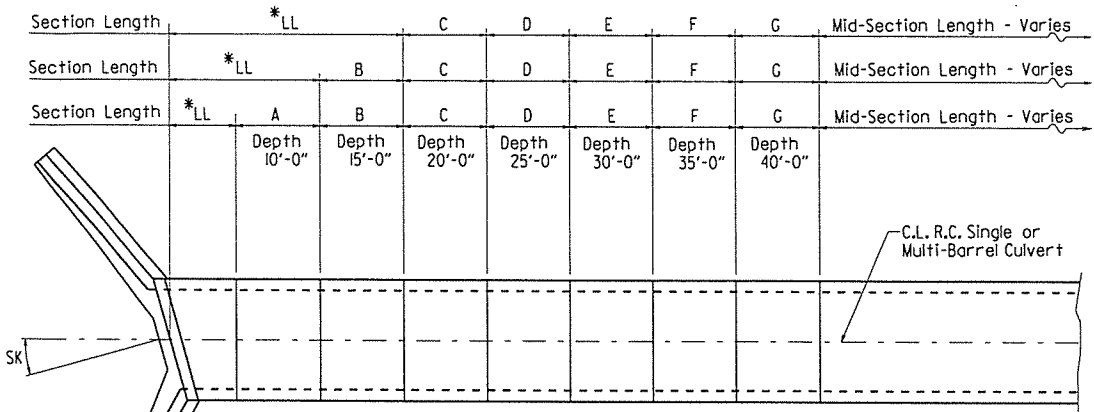 Section Length *LL C D E F G Mid-Section Length - Varies
Section Length *LL B C D E F G Mid-Section Length - Varies
Section Length *LL A B C D E F G Mid-Section Length - Varies
Depth Depth Depth Depth Depth Depth Depth
10'-0" 15'-0" 20'-0" 25'-0" 30'-0" 35'-0" 40'-0"
C.L. R.C. Single or
Multi-Barrel Culvert
SK